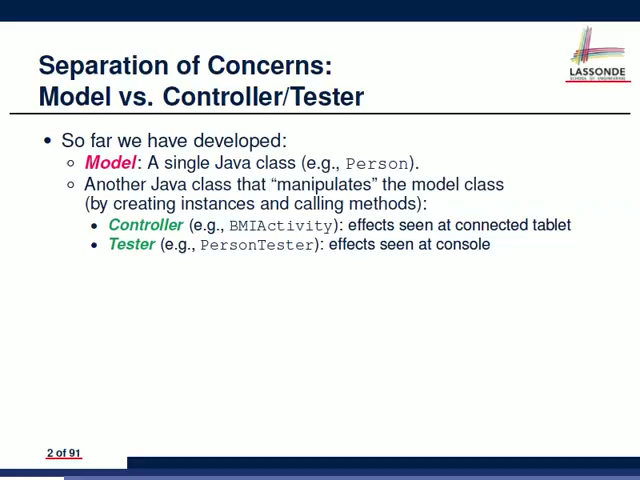 Separation of Concerns:
Model vs. Controller/Tester
LASSONDE
SCHOOL OF ENGINEERING
• So far we have developed:
○ Model: A single Java class (e.g., Person).
○ Another Java class that “manipulates” the model class
(by creating instances and calling methods):
• Controller (e.g., BMIActivity): effects seen at connected tablet
• Tester (e.g., PersonTester): effects seen at console
2 of 91